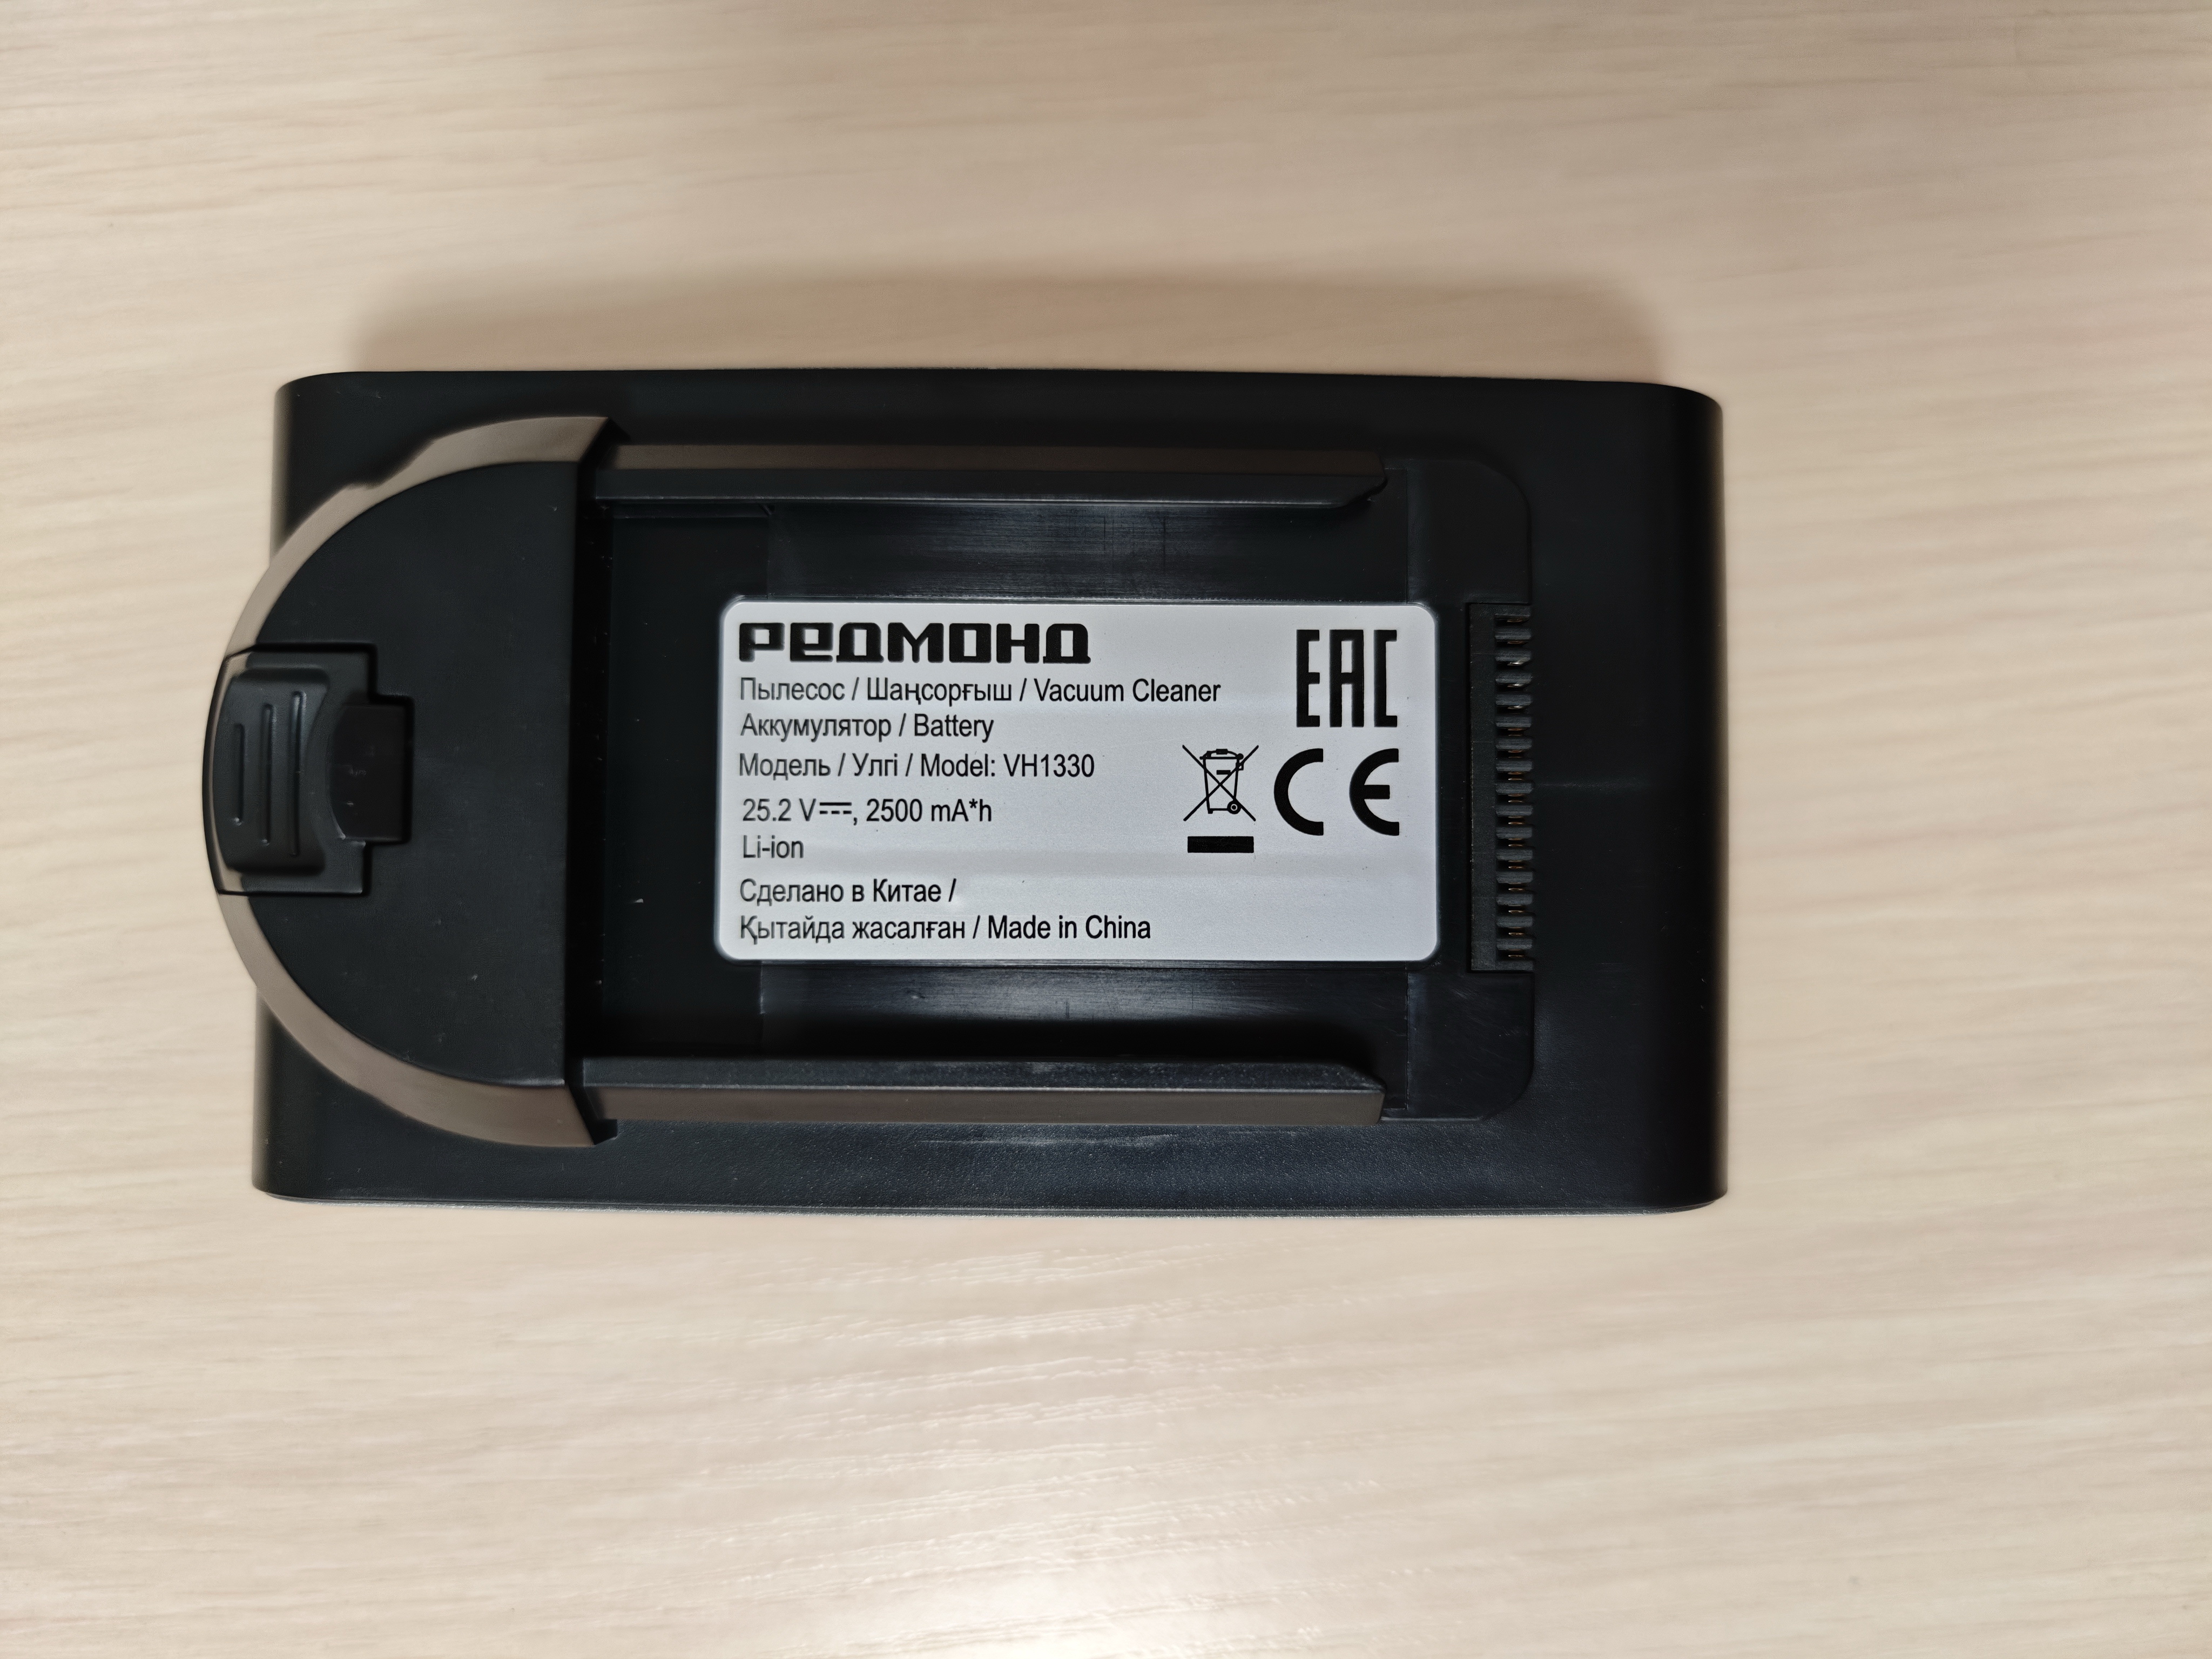 РЕДМОНД
EAC
Пылесос / Шаңсорғыш / Vacuum Cleaner
Аккумулятор / Battery
Модель / Улгі / Model: VH1330
CE
25.2 V⎓, 2500 mA*h
Li-ion
Сделано в Китае /
Қытайда жасалған / Made in China